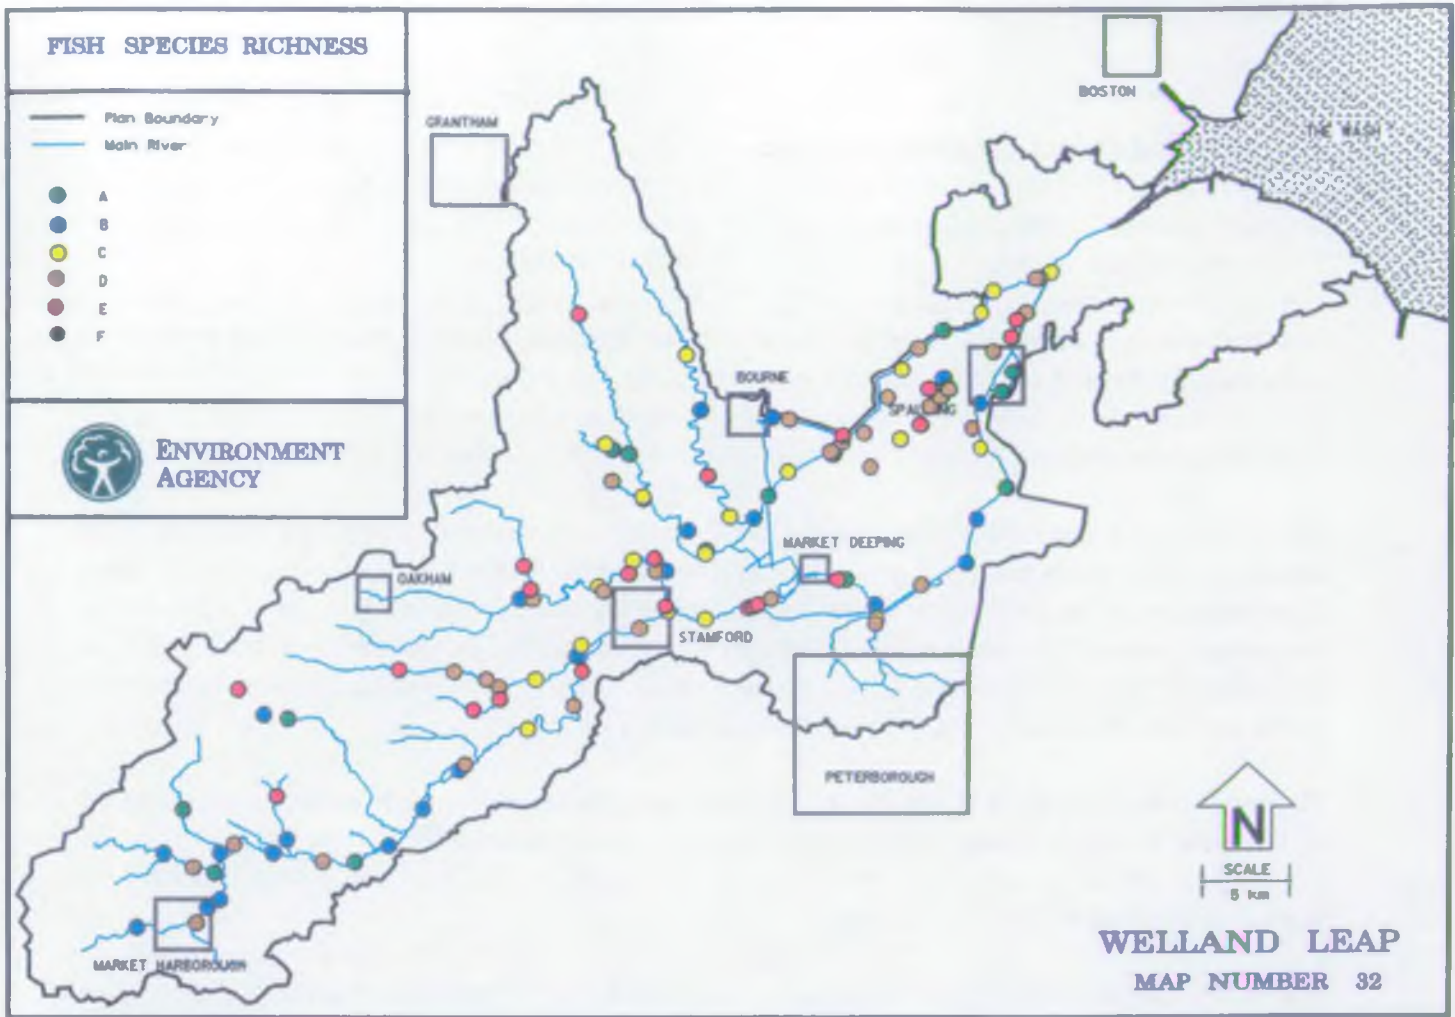 FISH SPECIES RICHNESS
Plan Boundary
Main River
A
B
C
D
E
F
ENVIRONMENT
AGENCY
BOSTON
THE WASH
GRANTHAM
BOURNE
SPALDING
MARKET DEEPING
OAKHAM
STAMFORD
PETERBOROUGH
MARKET HARBOROUGH
N
SCALE
5 km
WELLAND LEAP
MAP NUMBER 32